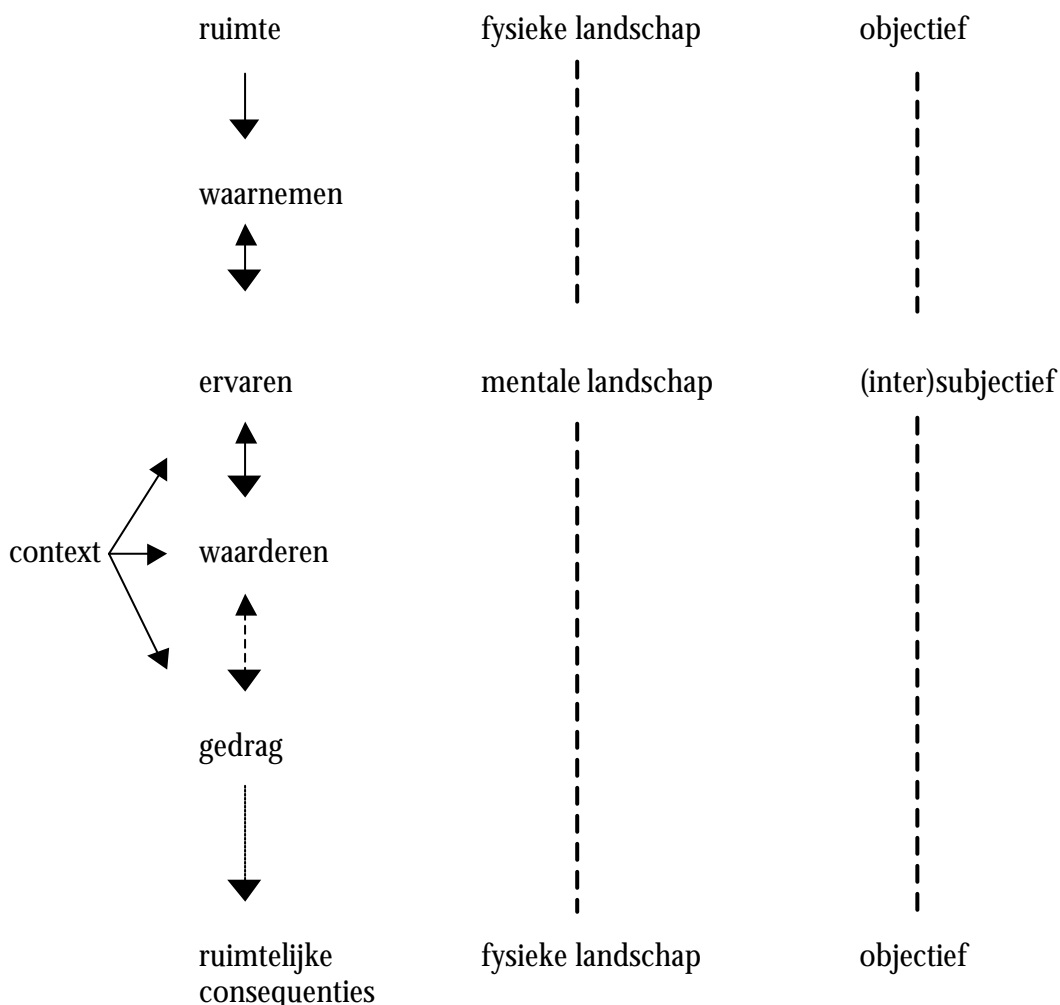 ruimte fysieke landschap objectief
waarnemen
ervaren mentale landschap (inter)subjectief
context waarderen
gedrag
ruimtelijke fysieke landschap objectief
consequenties